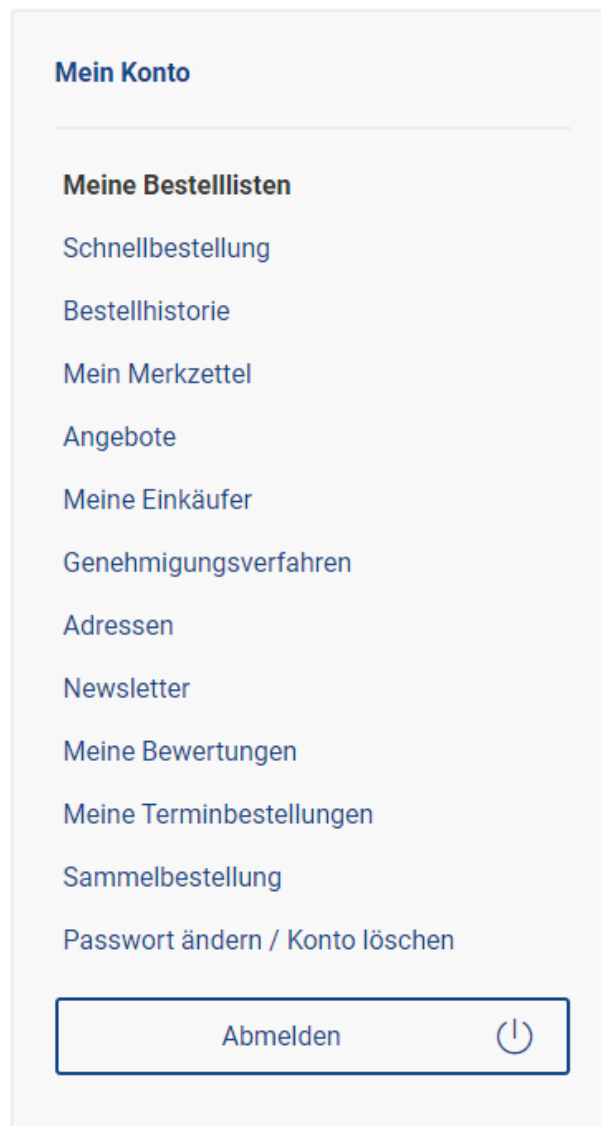 Mein Konto
Meine Bestelllisten
Schnellbestellung
Bestellhistorie
Mein Merkzettel
Angebote
Meine Einkäufer
Genehmigungsverfahren
Adressen
Newsletter
Meine Bewertungen
Meine Terminbestellungen
Sammelbestellung
Passwort ändern / Konto löschen
Abmelden